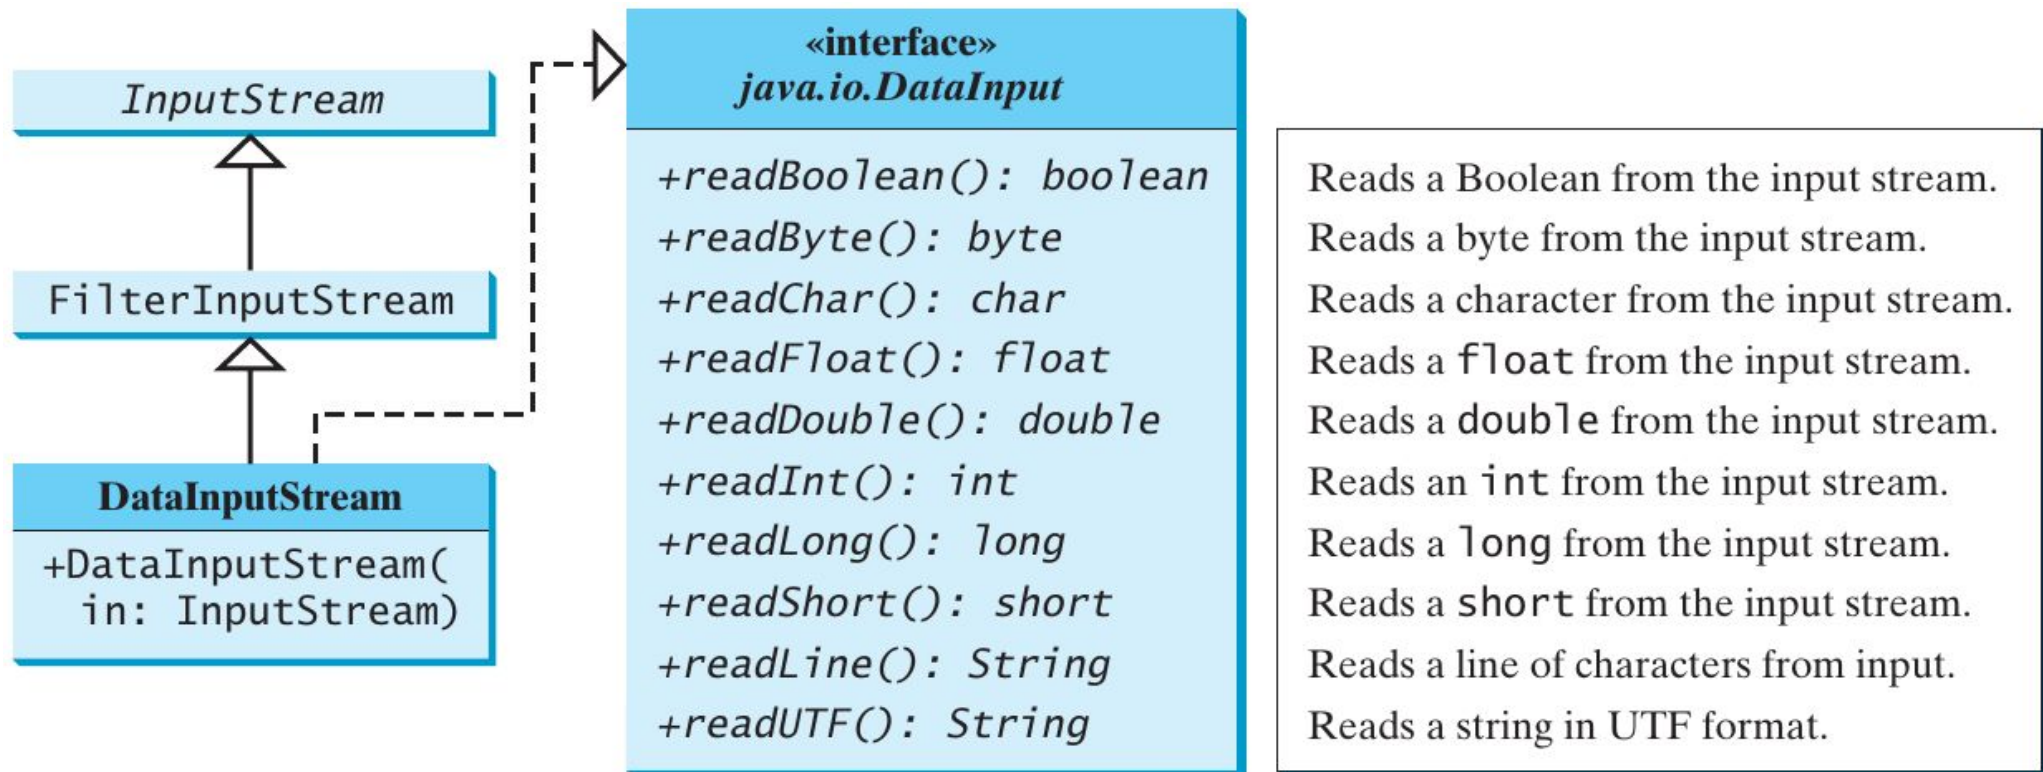 InputStream
FilterInputStream
DataInputStream
+DataInputStream(
in: InputStream)
«interface»
java.io.DataInput
+readBoolean(): boolean
+readByte(): byte
+readChar(): char
+readFloat(): float
+readDouble(): double
+readInt(): int
+readLong(): long
+readShort(): short
+readLine(): String
+readUTF(): String
Reads a Boolean from the input stream.
Reads a byte from the input stream.
Reads a character from the input stream.
Reads a float from the input stream.
Reads a double from the input stream.
Reads an int from the input stream.
Reads a long from the input stream.
Reads a short from the input stream.
Reads a line of characters from input.
Reads a string in UTF format.